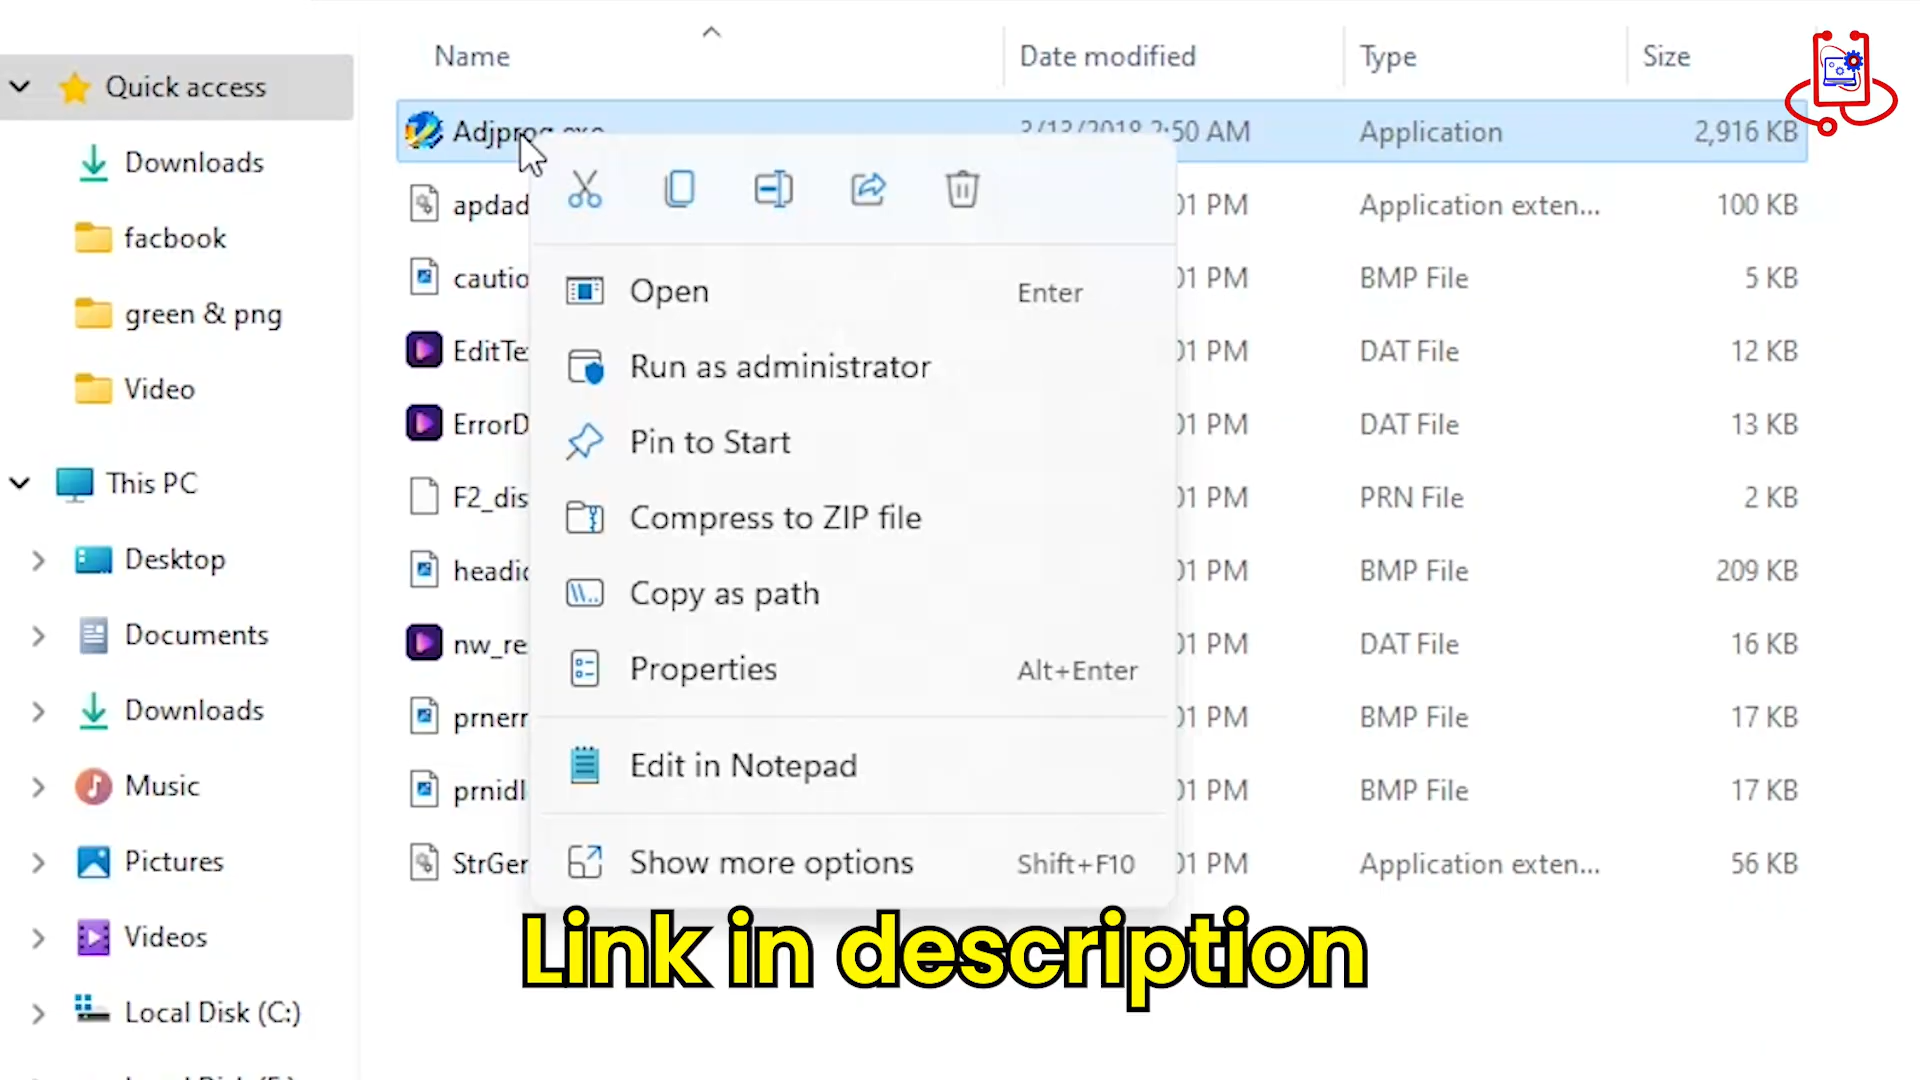 Name Date modified Type Size
Quick access
Adjprog.exe 3/13/2018 2:50 AM Application 2,916 KB
Downloads
apdad 01 PM Application exten... 100 KB
facbook
cautio 01 PM BMP File 5 KB
Open Enter
green & png
EditTe 01 PM DAT File 12 KB
Run as administrator
Video
ErrorD 01 PM DAT File 13 KB
Pin to Start
This PC
F2_dis 01 PM PRN File 2 KB
Compress to ZIP file
Desktop
headic 01 PM BMP File 209 KB
Copy as path
Documents
nw_re 01 PM DAT File 16 KB
Properties Alt+Enter
Downloads
prnerr 01 PM BMP File 17 KB
Edit in Notepad
Music
prnidl 01 PM BMP File 17 KB
Pictures
Show more options Shift+F10
StrGer 01 PM Application exten... 56 KB
Videos
Link in description
Local Disk (C:)